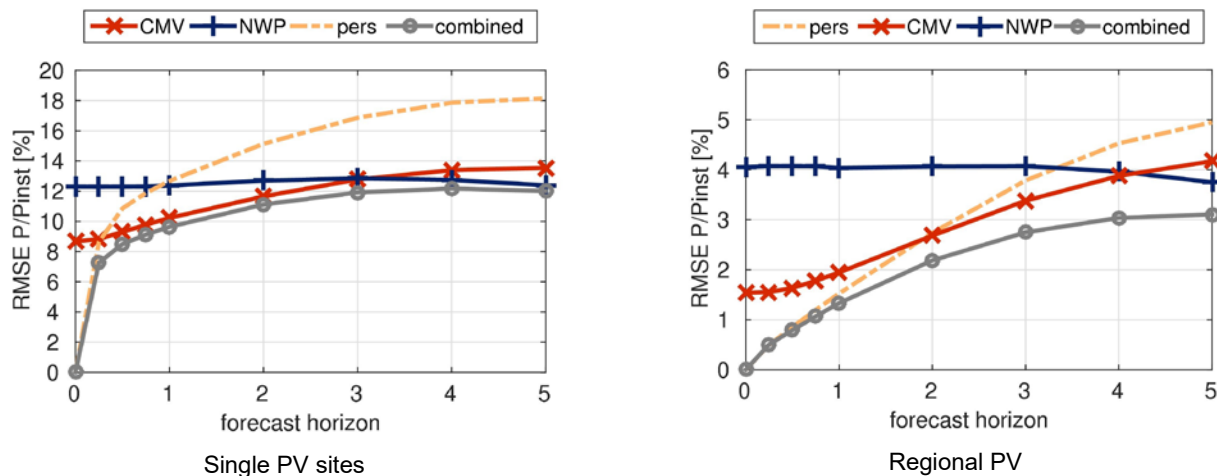 CMV NWP pers combined
20
18
16
14
12
10
8
6
4
2
0
RMSE P/Pinst [%]
0 1 2 3 4 5
forecast horizon
Single PV sites
pers CMV NWP combined
6
5
4
3
2
1
0
RMSE P/Pinst [%]
0 1 2 3 4 5
forecast horizon
Regional PV